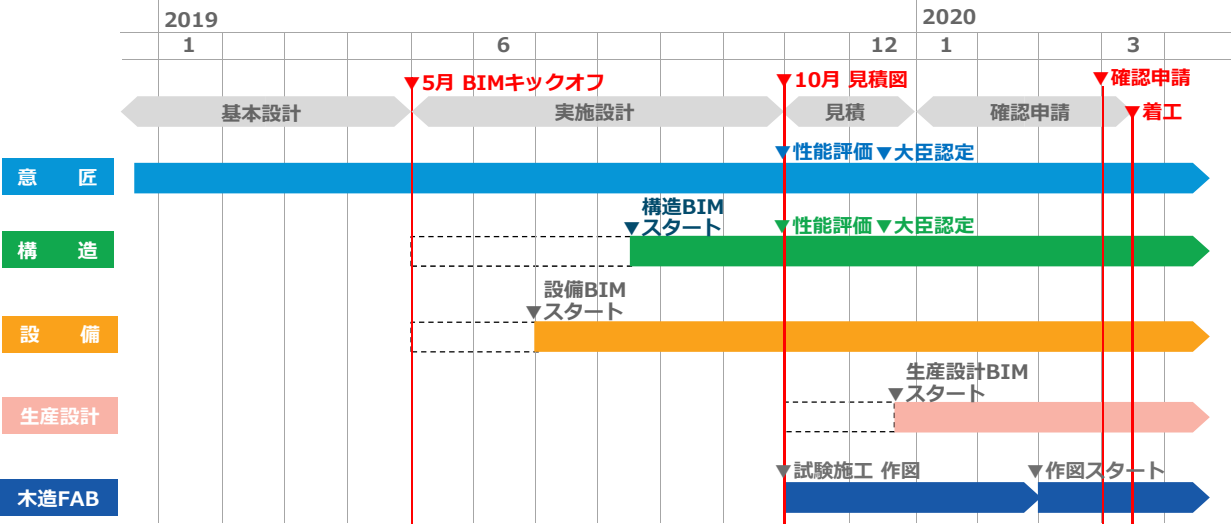 2019
2020
1
6
12
1
3
▼5月 BIMキックオフ
▼10月 見積図
▼確認申請
基本設計
実施設計
見積
確認申請
▼着工
▼性能評価▼大臣認定
意 匠
構造BIM
▼スタート
▼性能評価▼大臣認定
構 造
設備BIM
▼スタート
設 備
生産設計BIM
▼スタート
生産設計
▼試験施工 作図
▼作図スタート
木造FAB